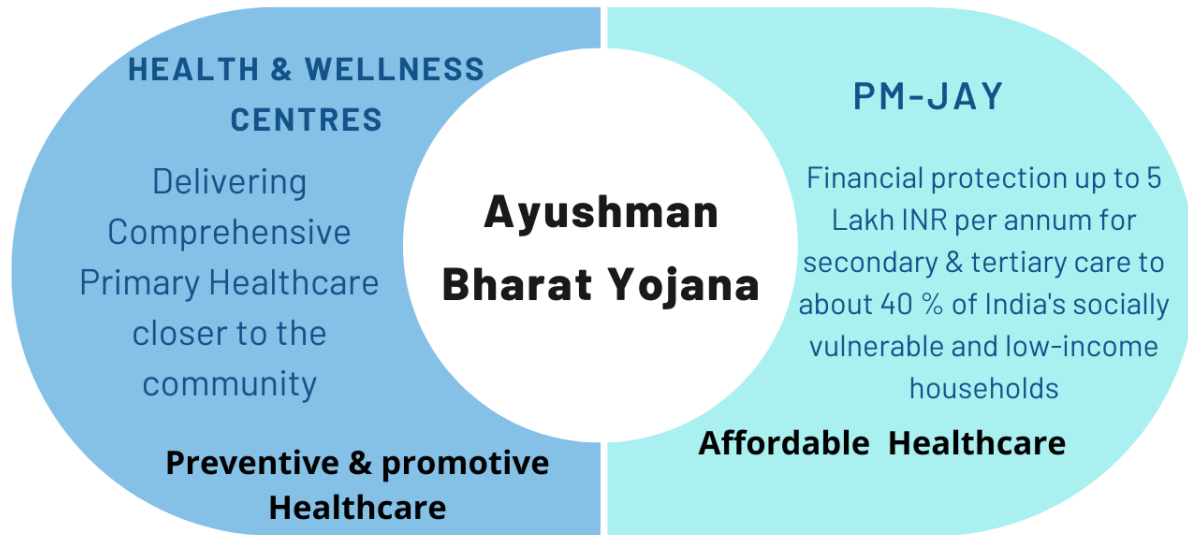 HEALTH & WELLNESS
CENTRES
Delivering
Comprehensive
Primary Healthcare
closer to the
community
Preventive & promotive
Healthcare
Ayushman
Bharat Yojana
PM-JAY
Financial protection up to 5
Lakh INR per annum for
secondary & tertiary care to
about 40 % of India's socially
vulnerable and low-income
households
Affordable Healthcare